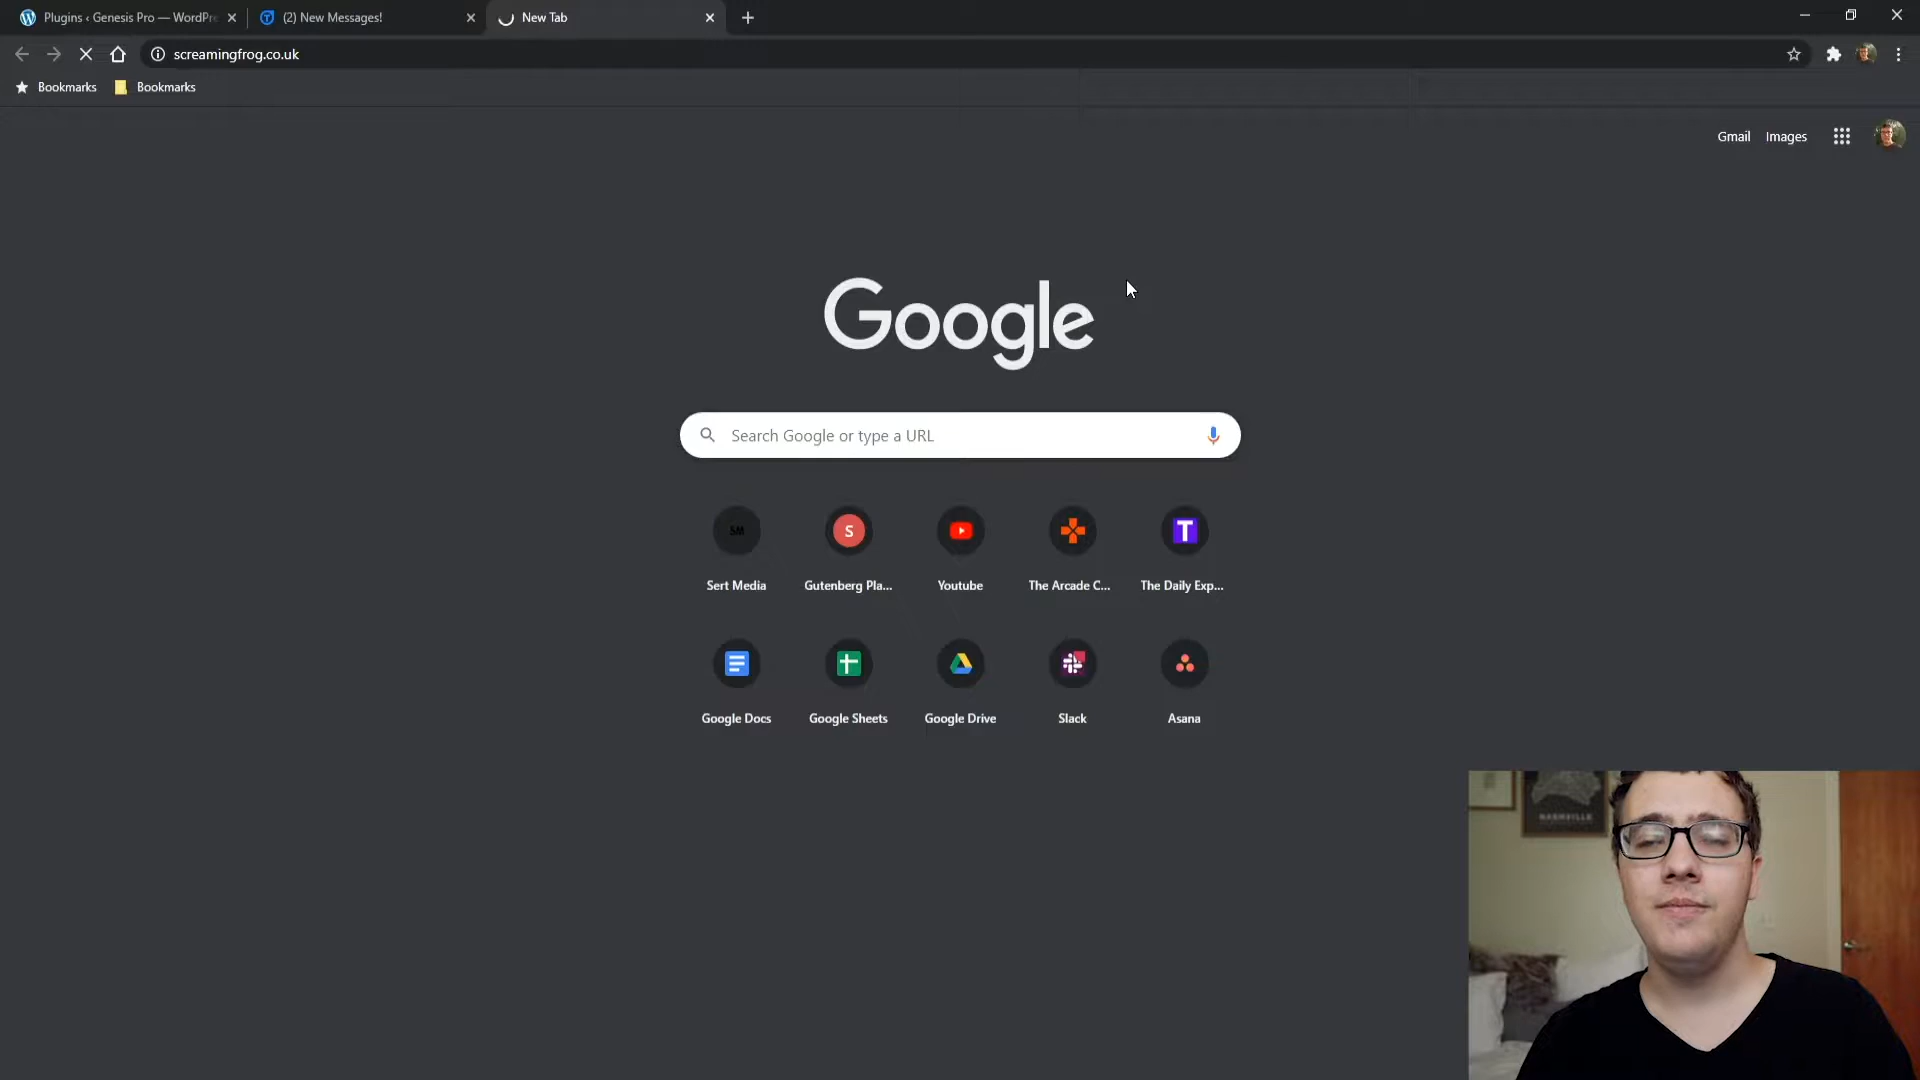 Plugins ‹ Genesis Pro — WordPr
(2) New Messages!
New Tab
screamingfrog.co.uk
Bookmarks
Bookmarks
Gmail
Images
Google
Search Google or type a URL
SM
S
T
Sert Media
Gutenberg Pla...
Youtube
The Arcade C...
The Daily Exp...
Google Docs
Google Sheets
Google Drive
Slack
Asana
NASHVILLE